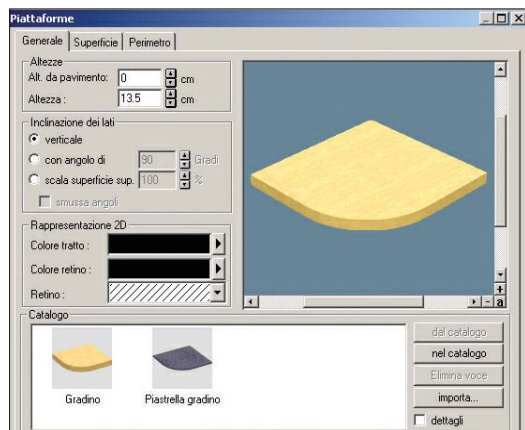 Piattaforme
Generale Superficie Perimetro
Altezze
Alt. da pavimento: 0 cm
Altezza : 13.5 cm
Inclinazione dei lati
verticale
con angolo di 90 Gradi
scala superficie sup. 100 %
smussa angoli
Rappresentazione 2D
Colore tratto :
Colore retino :
Retino :
+
- a
Catalogo
dal catalogo
nel catalogo
Elimina voce
importa...
dettagli
Gradino Piastrella gradino